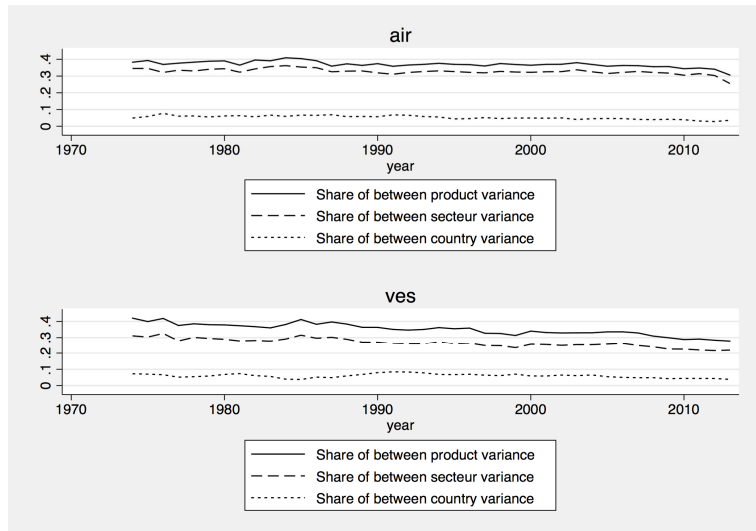 air
.4
.3
.2
.1
0
1970 1980 1990 2000 2010
year
Share of between product variance
Share of between secteur variance
Share of between country variance
ves
.4
.3
.2
.1
0
1970 1980 1990 2000 2010
year
Share of between product variance
Share of between secteur variance
Share of between country variance